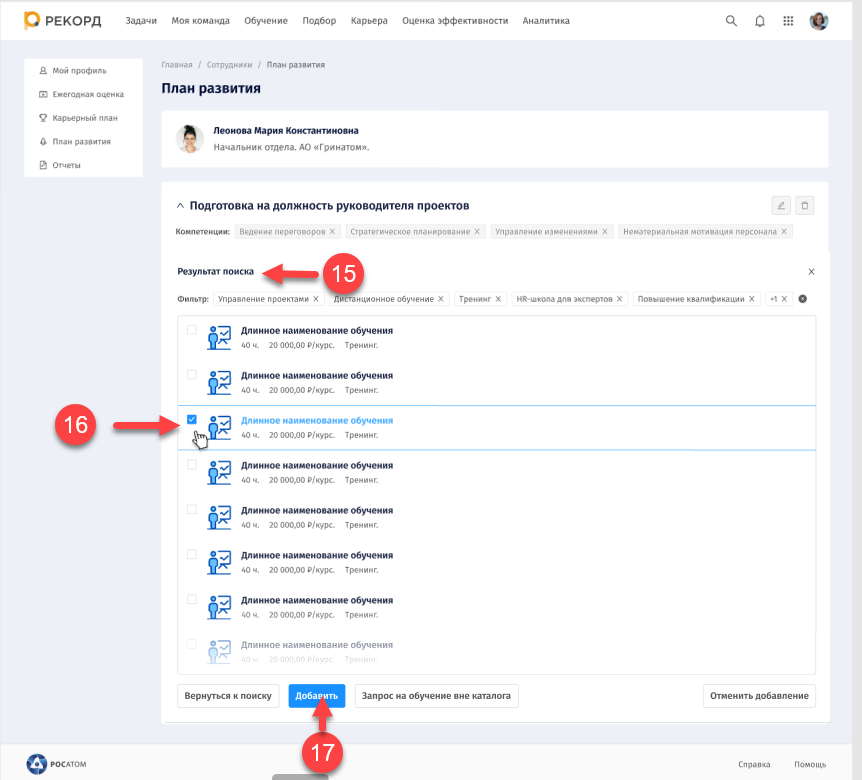 РЕКОРД Задачи Моя команда Обучение Подбор Карьера Оценка эффективности Аналитика
Мой профиль
Ежегодная оценка
Карьерный план
План развития
Отчеты
Главная / Сотрудники / План развития
План развития
Леонова Мария Константиновна
Начальник отдела. АО «Гринатом».
Подготовка на должность руководителя проектов
Компетенции: Ведение переговоров X Стратегическое планирование X Управление изменениями X Нематериальная мотивация персонала X
Результат поиска 15 X
Фильтр: Управление проектами X Дистанционное обучение X Тренинг X HR-школа для экспертов X Повышение квалификации X +1 X
Длинное наименование обучения
40 ч. 20 000,00 ₽/курс. Тренинг.
Длинное наименование обучения
40 ч. 20 000,00 ₽/курс. Тренинг.
16
Длинное наименование обучения
40 ч. 20 000,00 ₽/курс. Тренинг.
Длинное наименование обучения
40 ч. 20 000,00 ₽/курс. Тренинг.
Длинное наименование обучения
40 ч. 20 000,00 ₽/курс. Тренинг.
Длинное наименование обучения
40 ч. 20 000,00 ₽/курс. Тренинг.
Длинное наименование обучения
40 ч. 20 000,00 ₽/курс. Тренинг.
Длинное наименование обучения
40 ч. 20 000,00 ₽/курс. Тренинг.
Вернуться к поиску Добавить Запрос на обучение вне каталога Отменить добавление
17
РОСАТОМ Справка Помощь